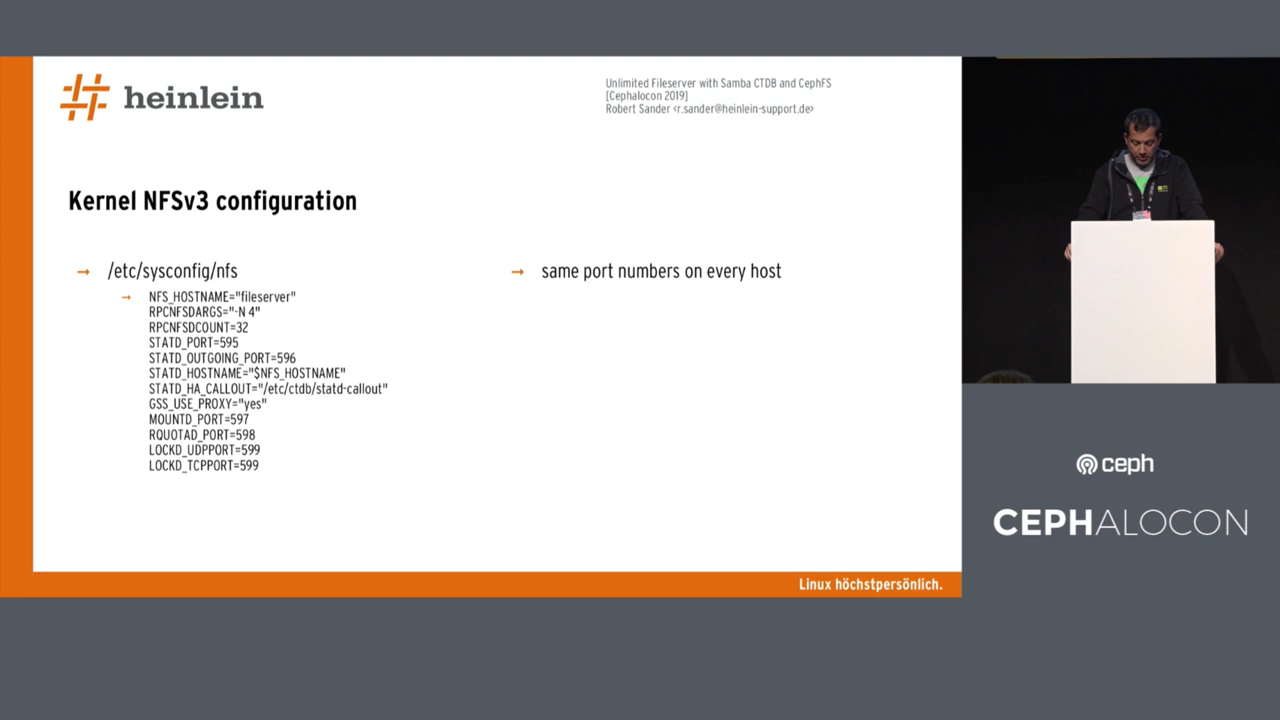 heinlein
Unlimited Fileserver with Samba CTDB and CephFS
[Cephalocon 2019]
Robert Sander <r.sander@heinlein-support.de>
Kernel NFSv3 configuration
→ /etc/sysconfig/nfs
→ NFS_HOSTNAME="fileserver"
RPCNFSDARGS="-N 4"
RPCNFSDCOUNT=32
STATD_PORT=595
STATD_OUTGOING_PORT=596
STATD_HOSTNAME="$NFS_HOSTNAME"
STATD_HA_CALLOUT="/etc/ctdb/statd-callout"
GSS_USE_PROXY="yes"
MOUNTD_PORT=597
RQUOTAD_PORT=598
LOCKD_UDPPORT=599
LOCKD_TCPPORT=599
→ same port numbers on every host
Linux höchstpersönlich.
ceph
CEPHALOCON